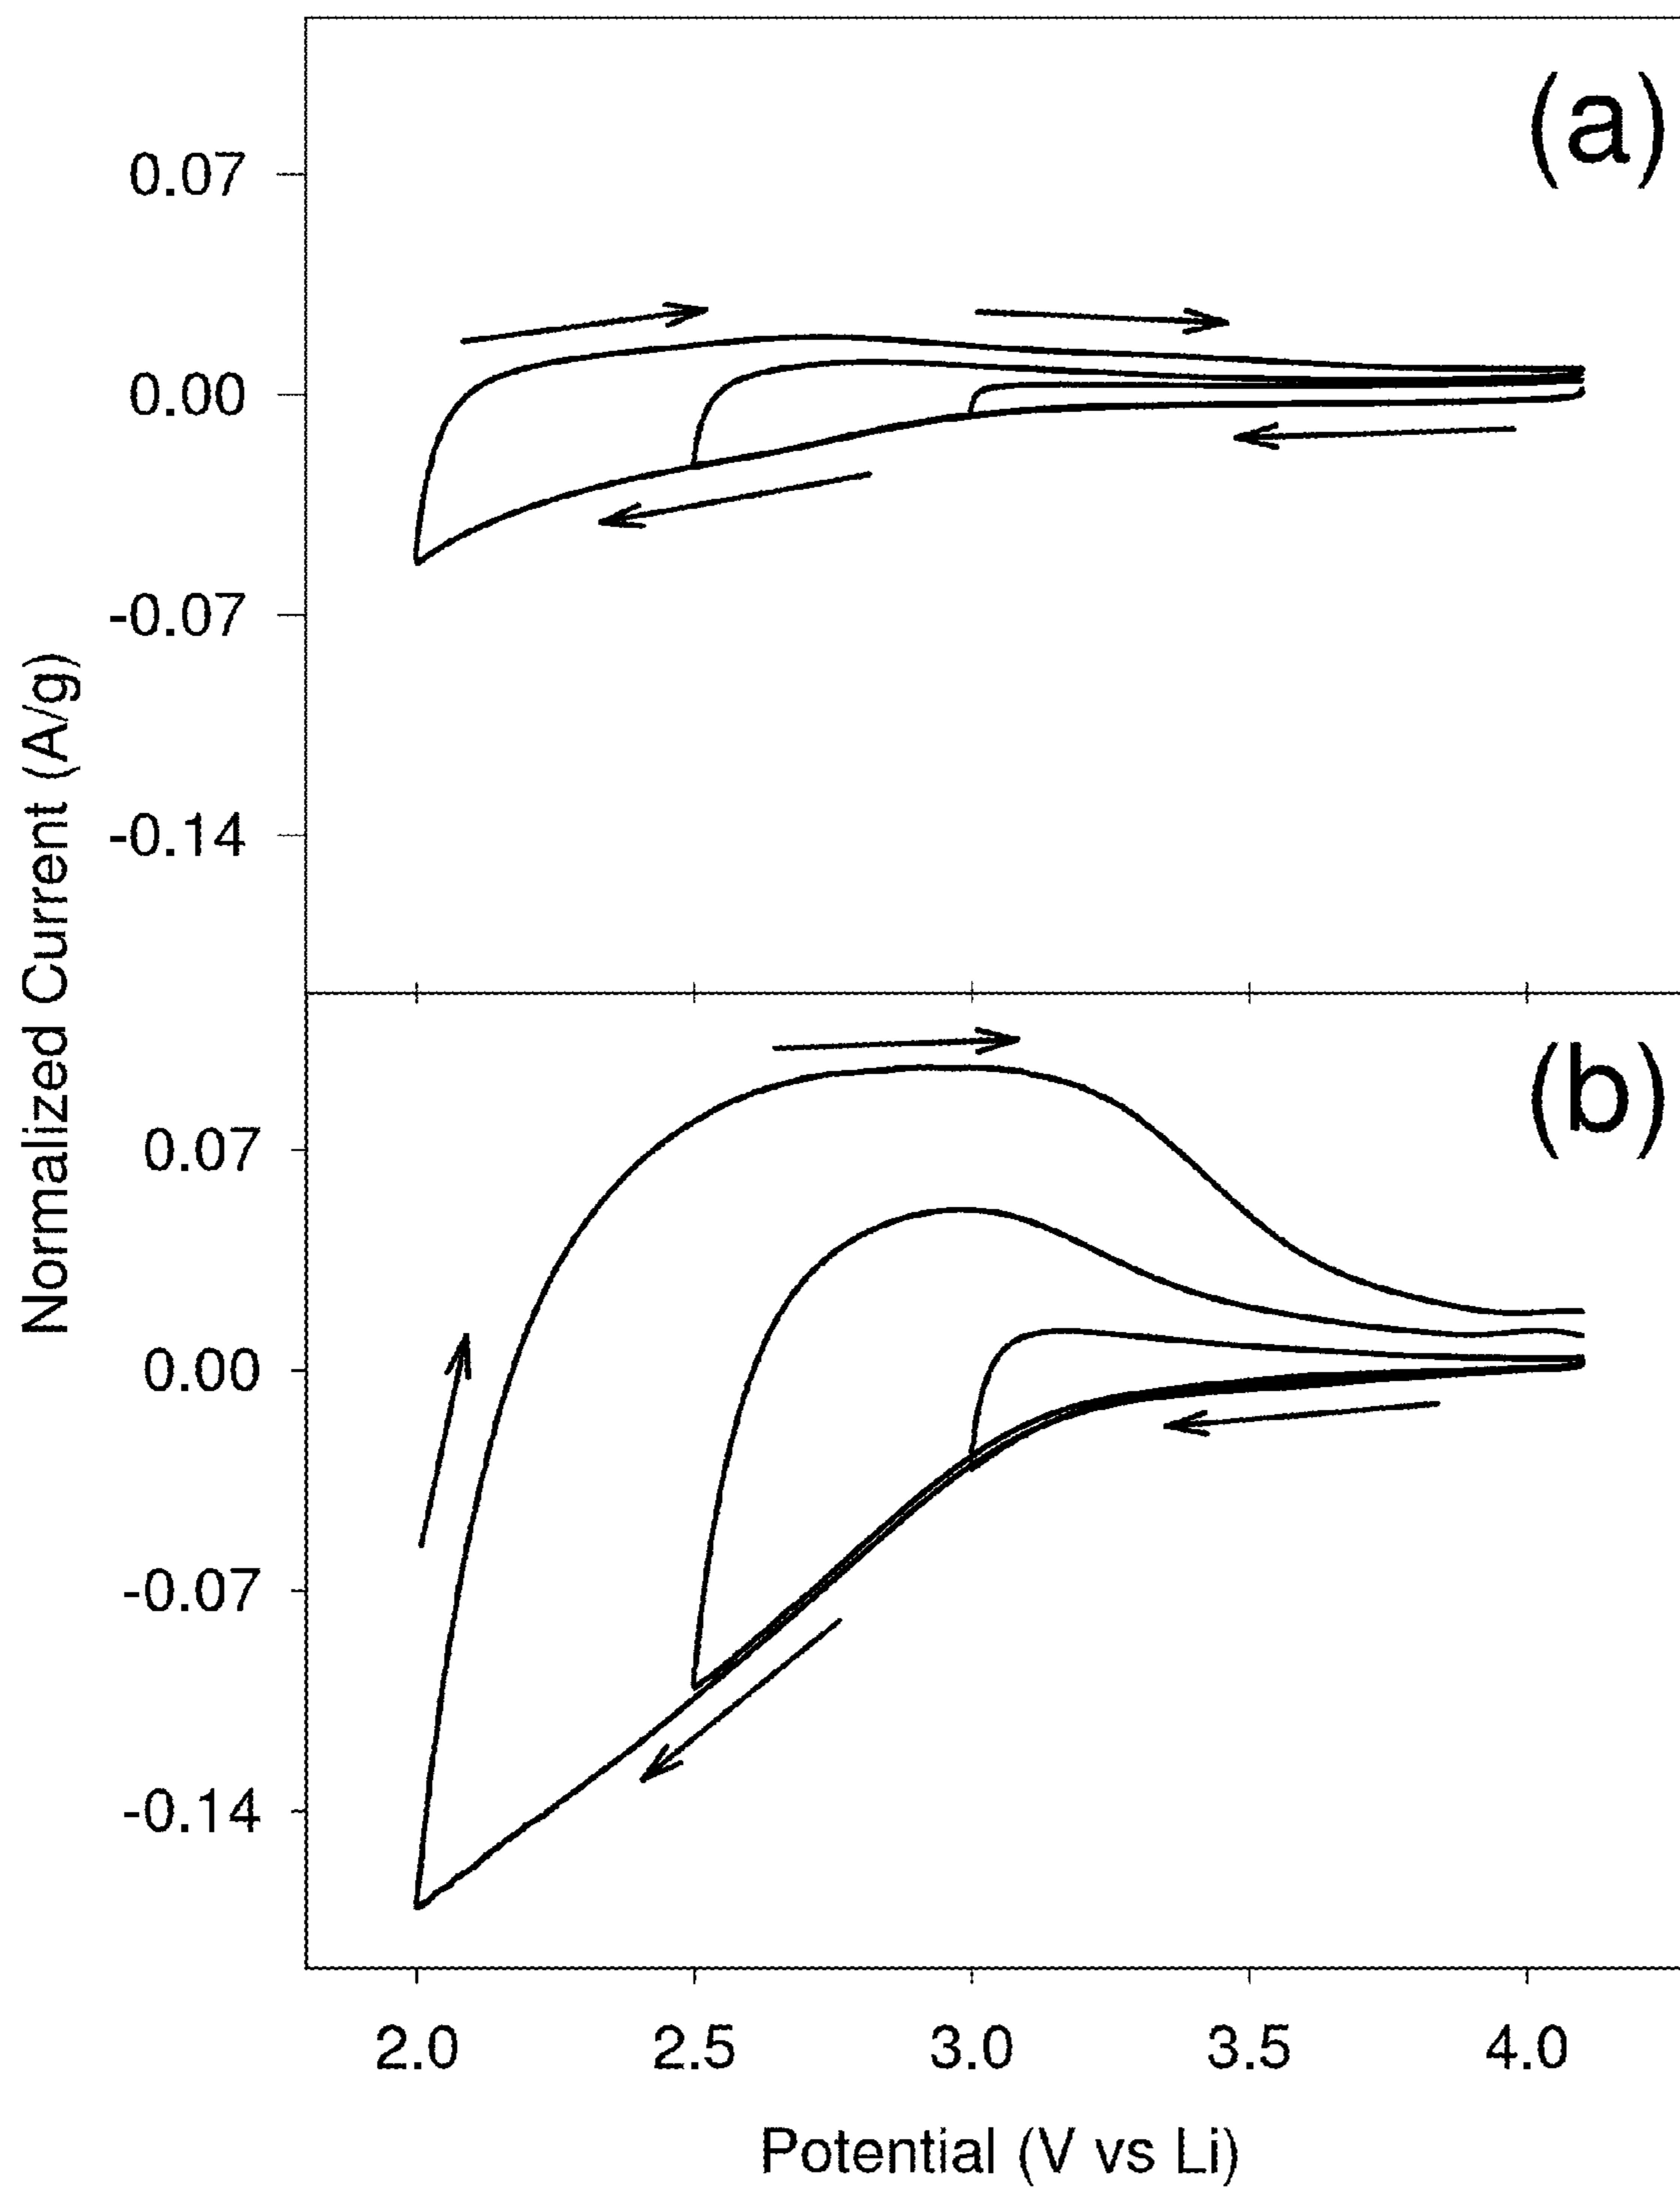 (a)
0.07
0.00
-0.07
-0.14
Normalized Current (A/g)
(b)
0.07
0.00
-0.07
-0.14
2.0 2.5 3.0 3.5 4.0
Potential (V vs Li)